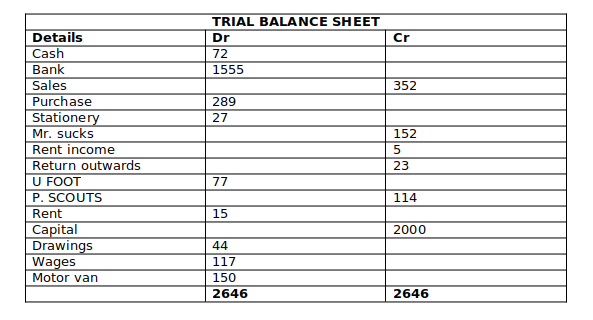 TRIAL BALANCE SHEET
Details Dr Cr
Cash 72
Bank 1555
Sales 352
Purchase 289
Stationery 27
Mr. sucks 152
Rent income 5
Return outwards 23
U FOOT 77
P. SCOUTS 114
Rent 15
Capital 2000
Drawings 44
Wages 117
Motor van 150
2646 2646